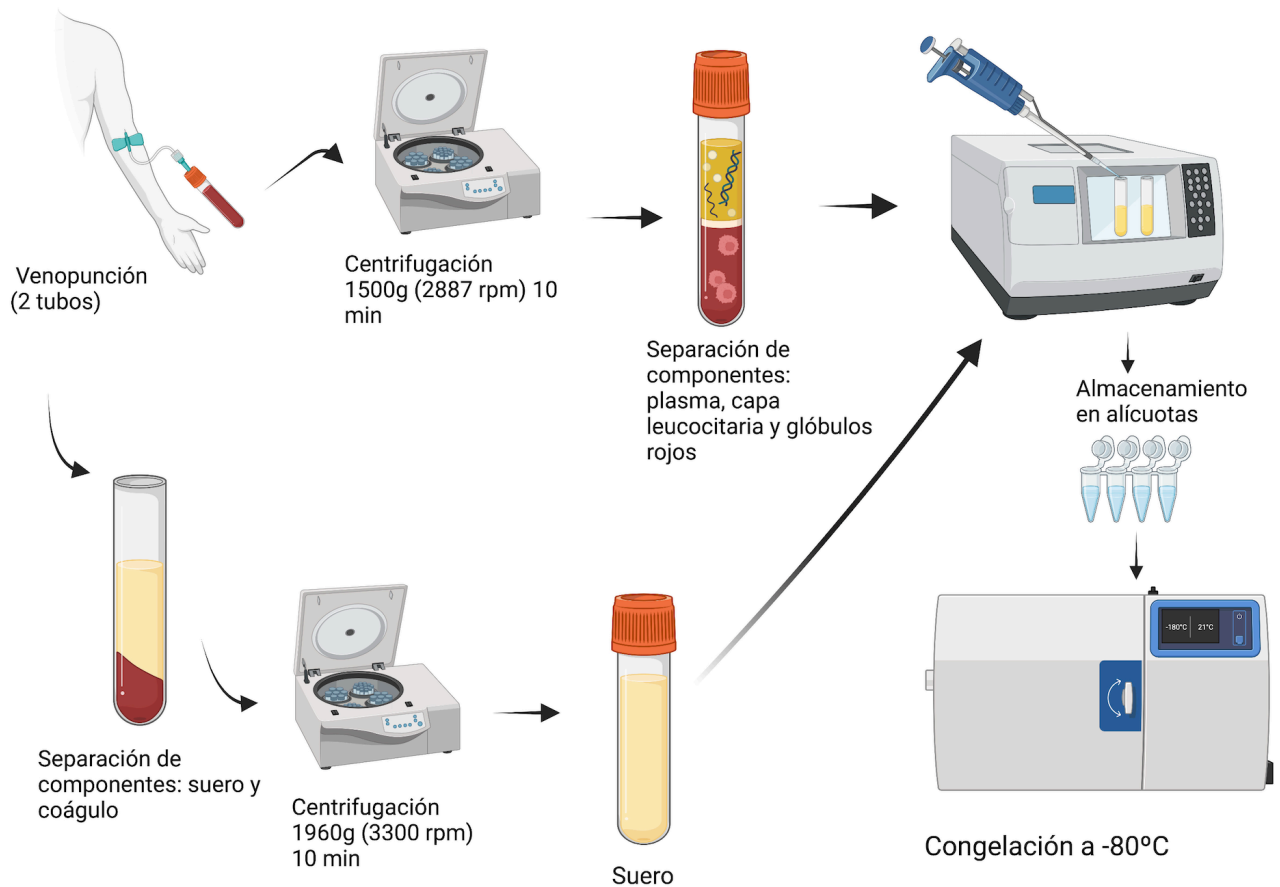 Venopunción
(2 tubos)
Centrifugación
1500g (2887 rpm) 10
min
Separación de
componentes:
plasma, capa
leucocitaria y glóbulos
rojos
Almacenamiento
en alícuotas
Separación de
componentes: suero y
coágulo
Centrifugación
1960g (3300 rpm)
10 min
Suero
-180°C
21°C
Congelación a -80ºC